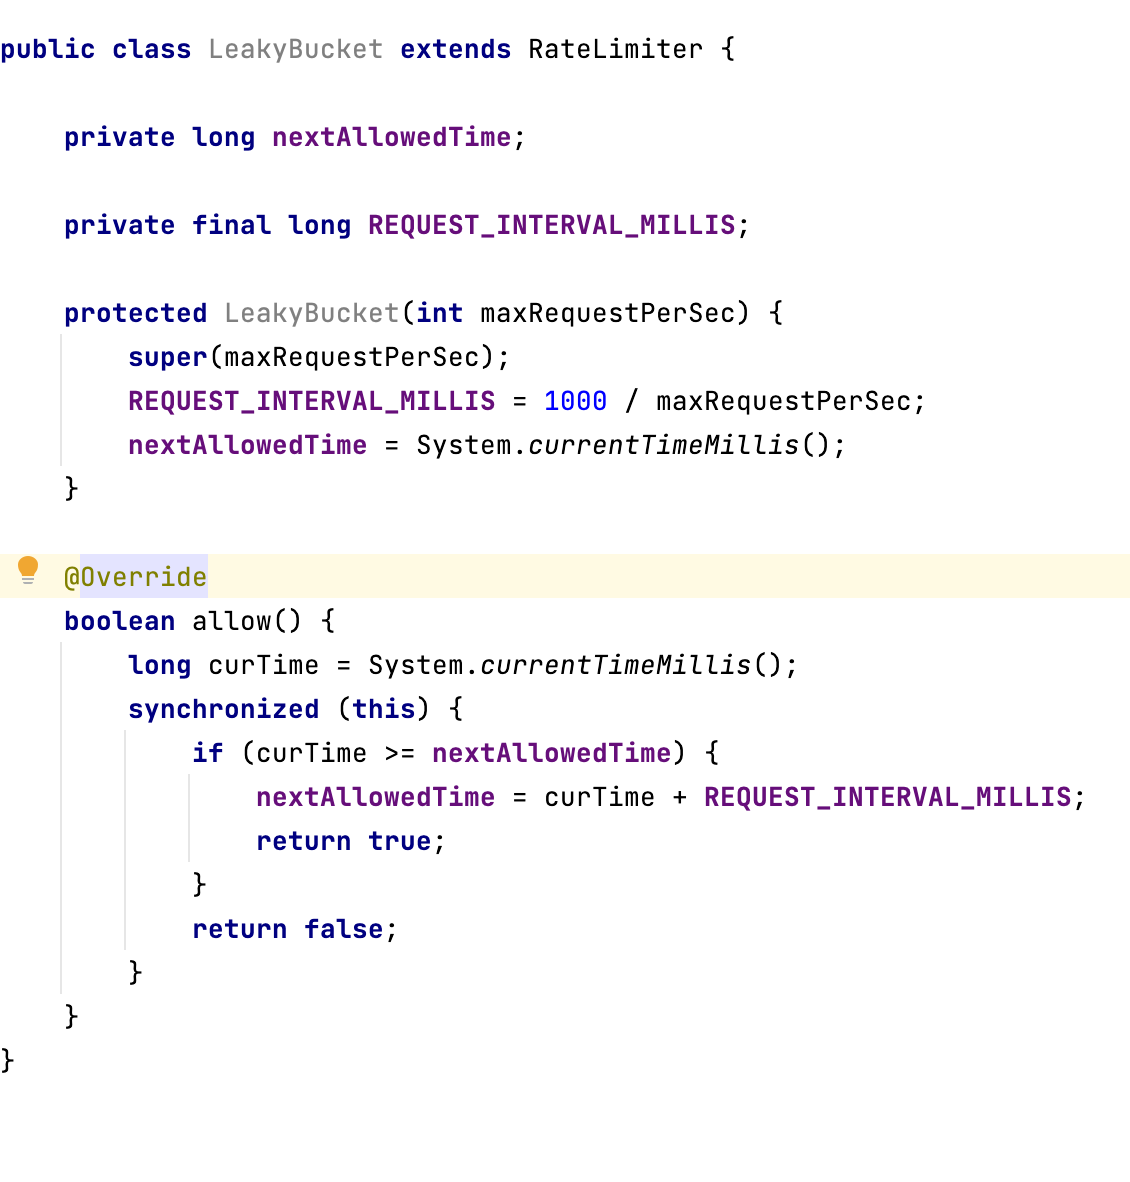 public class LeakyBucket extends RateLimiter {
private long nextAllowedTime;
private final long REQUEST_INTERVAL_MILLIS;
protected LeakyBucket(int maxRequestPerSec) {
super(maxRequestPerSec);
REQUEST_INTERVAL_MILLIS = 1000 / maxRequestPerSec;
nextAllowedTime = System.currentTimeMillis();
}
@Override
boolean allow() {
long curTime = System.currentTimeMillis();
synchronized (this) {
if (curTime >= nextAllowedTime) {
nextAllowedTime = curTime + REQUEST_INTERVAL_MILLIS;
return true;
}
return false;
}
}
}